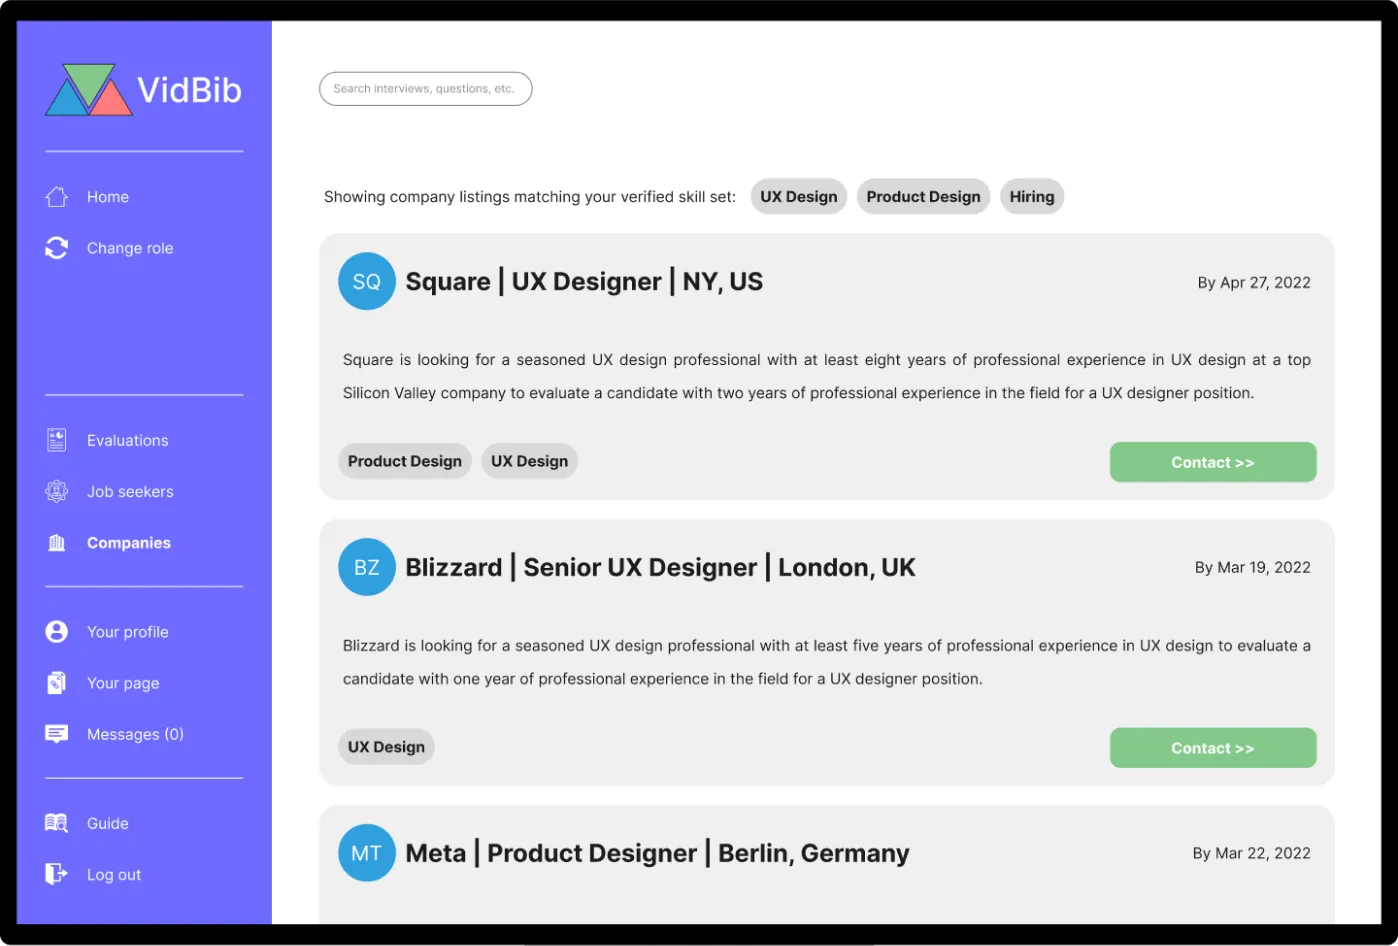 VidBib
Home
Change role
Evaluations
Job seekers
Companies
Your profile
Your page
Messages (0)
Guide
Log out
Search interviews, questions, etc.
Showing company listings matching your verified skill set: UX Design Product Design Hiring
SQ Square | UX Designer | NY, US By Apr 27, 2022
Square is looking for a seasoned UX design professional with at least eight years of professional experience in UX design at a top
Silicon Valley company to evaluate a candidate with two years of professional experience in the field for a UX designer position.
Product Design UX Design Contact >>
BZ Blizzard | Senior UX Designer | London, UK By Mar 19, 2022
Blizzard is looking for a seasoned UX design professional with at least five years of professional experience in UX design to evaluate a
candidate with one year of professional experience in the field for a UX designer position.
UX Design Contact >>
MT Meta | Product Designer | Berlin, Germany By Mar 22, 2022